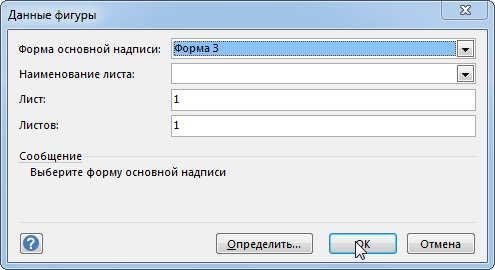 Данные фигуры
Форма основной надписи: Форма 3
Наименование листа:
Лист: 1
Листов: 1
Сообщение
Выберите форму основной надписи
? Определить... ОК Отмена